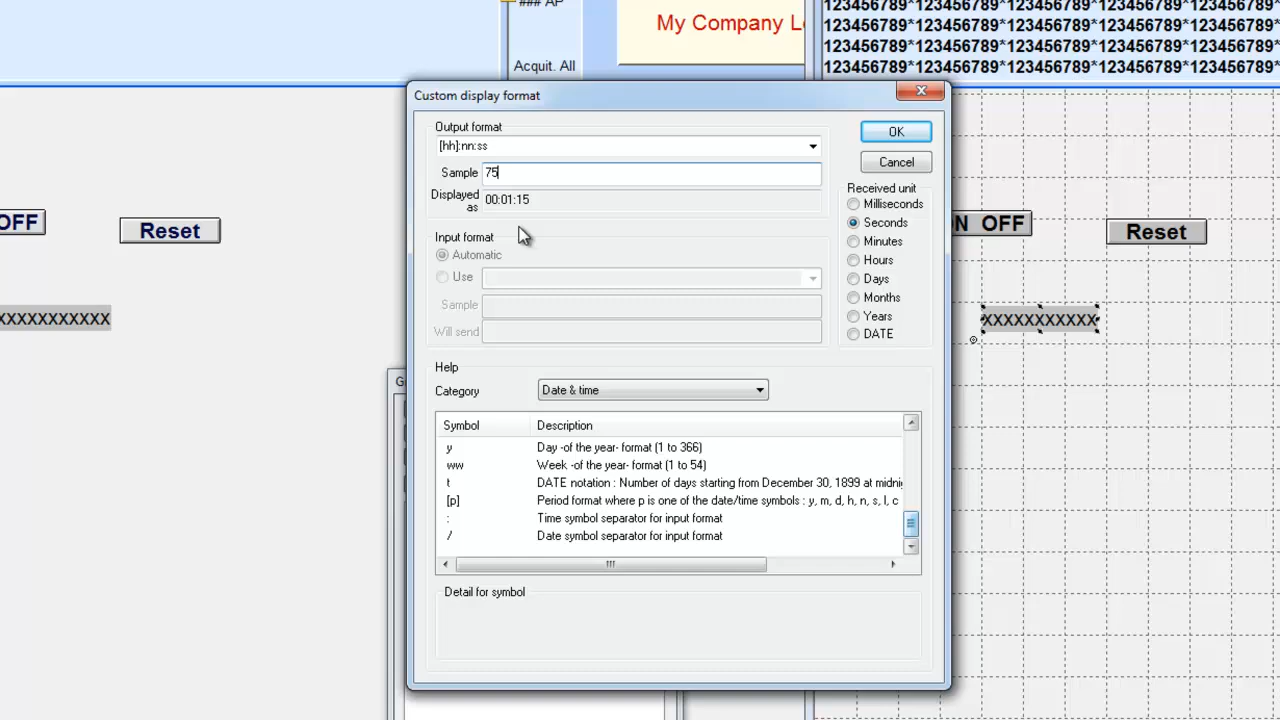 ### AP
My Company L
Acquit. All
123456789*123456789*123456789*123456789*123456789*
123456789*123456789*123456789*123456789*123456789*
123456789*123456789*123456789*123456789*123456789*
123456789*123456789*123456789*123456789*123456789*
Custom display format
Output format
[hh]:nn:ss
Sample 75
Displayed as 00:01:15
Input format
Automatic
Use
Sample
Will send
OK
Cancel
Received unit
Milliseconds
Seconds
Minutes
Hours
Days
Months
Years
DATE
Help
Category Date & time
Symbol Description
y Day -of the year- format (1 to 366)
ww Week -of the year- format (1 to 54)
t DATE notation : Number of days starting from December 30, 1899 at midnig
[p] Period format where p is one of the date/time symbols : y, m, d, h, n, s, l, c
: Time symbol separator for input format
/ Date symbol separator for input format
Detail for symbol
OFF
Reset
XXXXXXXXXXX
N OFF
Reset
XXXXXXXXXXX
G